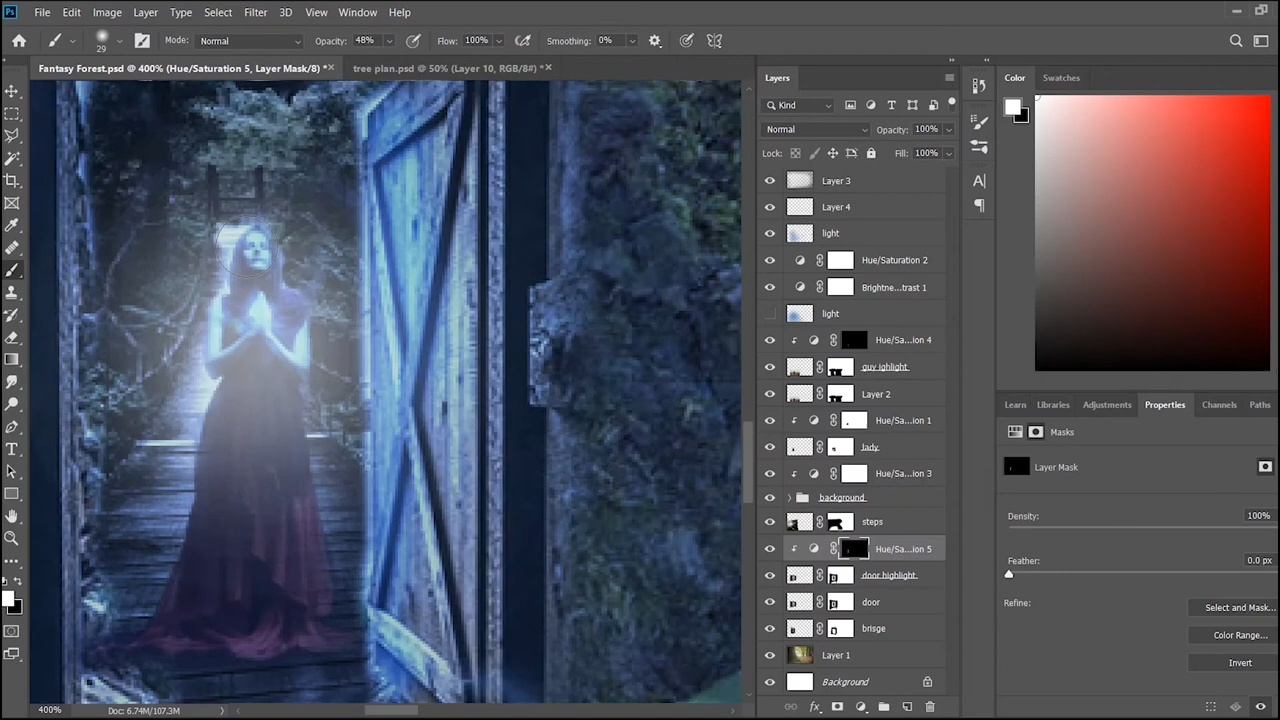 Ps File Edit Image Layer Type Select Filter 3D View Window Help
29 Mode: Normal Opacity: 48% Flow: 100% Smoothing: 0%
Fantasy Forest.psd @ 400% (Hue/Saturation 5, Layer Mask/8) * × tree plan.psd @ 50% (Layer 10, RGB/8#) * ×
Layers
Kind
Normal Opacity: 100%
Lock: Fill: 100%
Layer 3
Layer 4
light
Hue/Saturation 2
Brightne...trast 1
light
Hue/Sa...ion 4
guy ighlight
Layer 2
Hue/Sa...ion 1
lady
Hue/Sa...ion 3
background
steps
Hue/Sa...ion 5
door highlight
door
brisge
Layer 1
Background
fx
Color Swatches
Learn Libraries Adjustments Properties Channels Paths
Masks
Layer Mask
Density: 100%
Feather: 0.0 px
Refine: Select and Mask...
Color Range...
Invert
400% Doc: 6.74M/107.3M